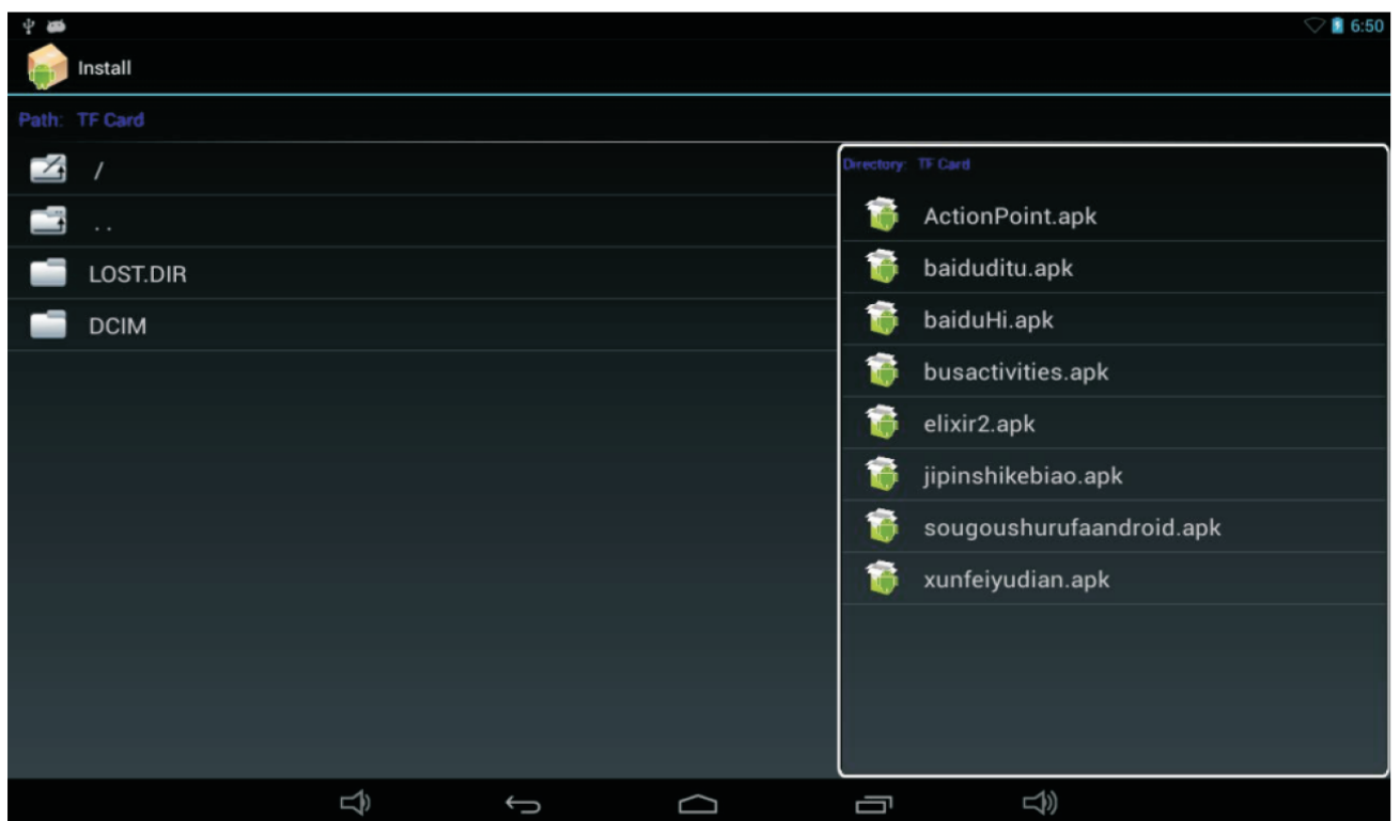 6:50
Install
Path: TF Card
/
..
LOST.DIR
DCIM
Directory: TF Card
ActionPoint.apk
baiduditu.apk
baiduHi.apk
busactivities.apk
elixir2.apk
jipinshikebiao.apk
sougoushurufaandroid.apk
xunfeiyudian.apk